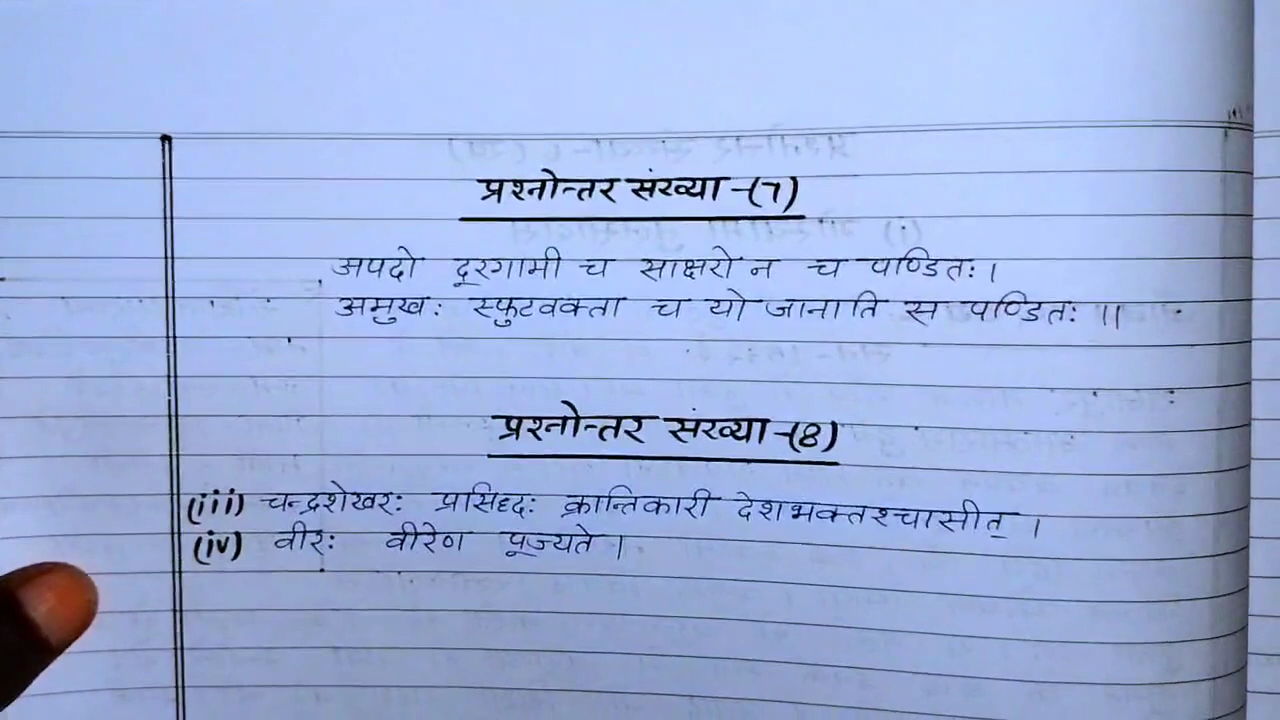 प्रश्नोत्तर संख्या-(7)
अपदो दूरगामी च साक्षरो न च पण्डितः।
अमुखः स्फुटवक्ता च यो जानाति स पण्डितः ॥
प्रश्नोत्तर संख्या-(8)
(iii) चन्द्रशेखरः प्रसिद्धः क्रान्तिकारी देशभक्तश्चासीत्।
(iv) वीरः वीरेण पूज्यते।